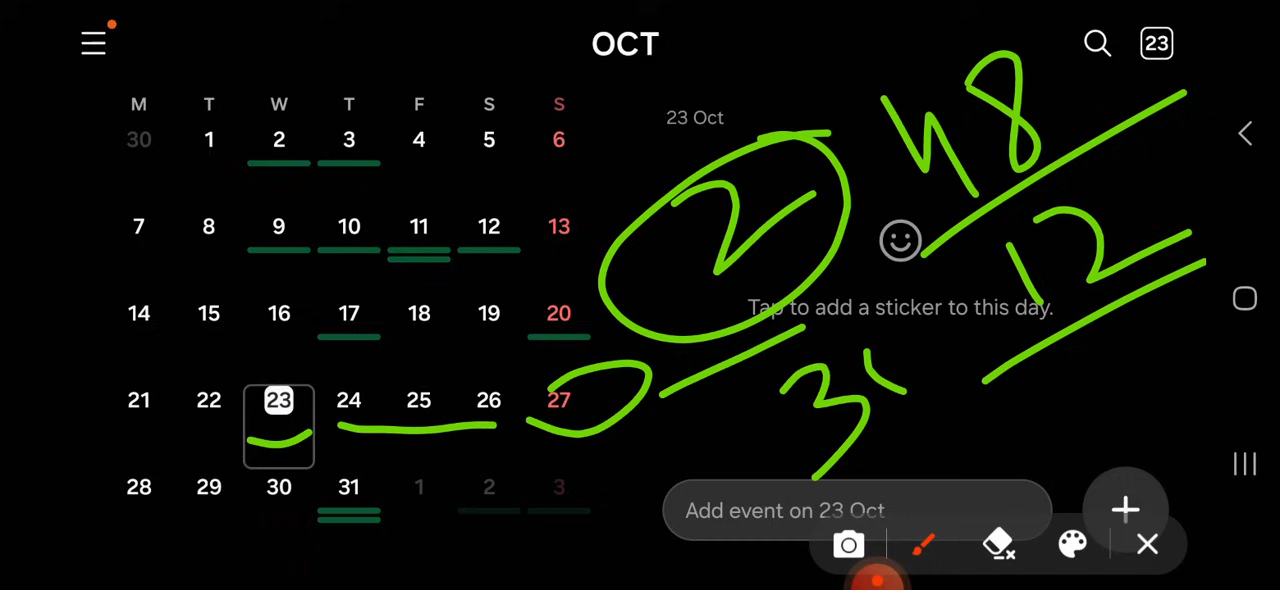 OCT
23
M T W T F S S
30 1 2 3 4 5 6
7 8 9 10 11 12 13
14 15 16 17 18 19 20
21 22 23 24 25 26 27
28 29 30 31 1 2 3
23 Oct
48
2
12
Tap to add a sticker to this day.
3
Add event on 23 Oct